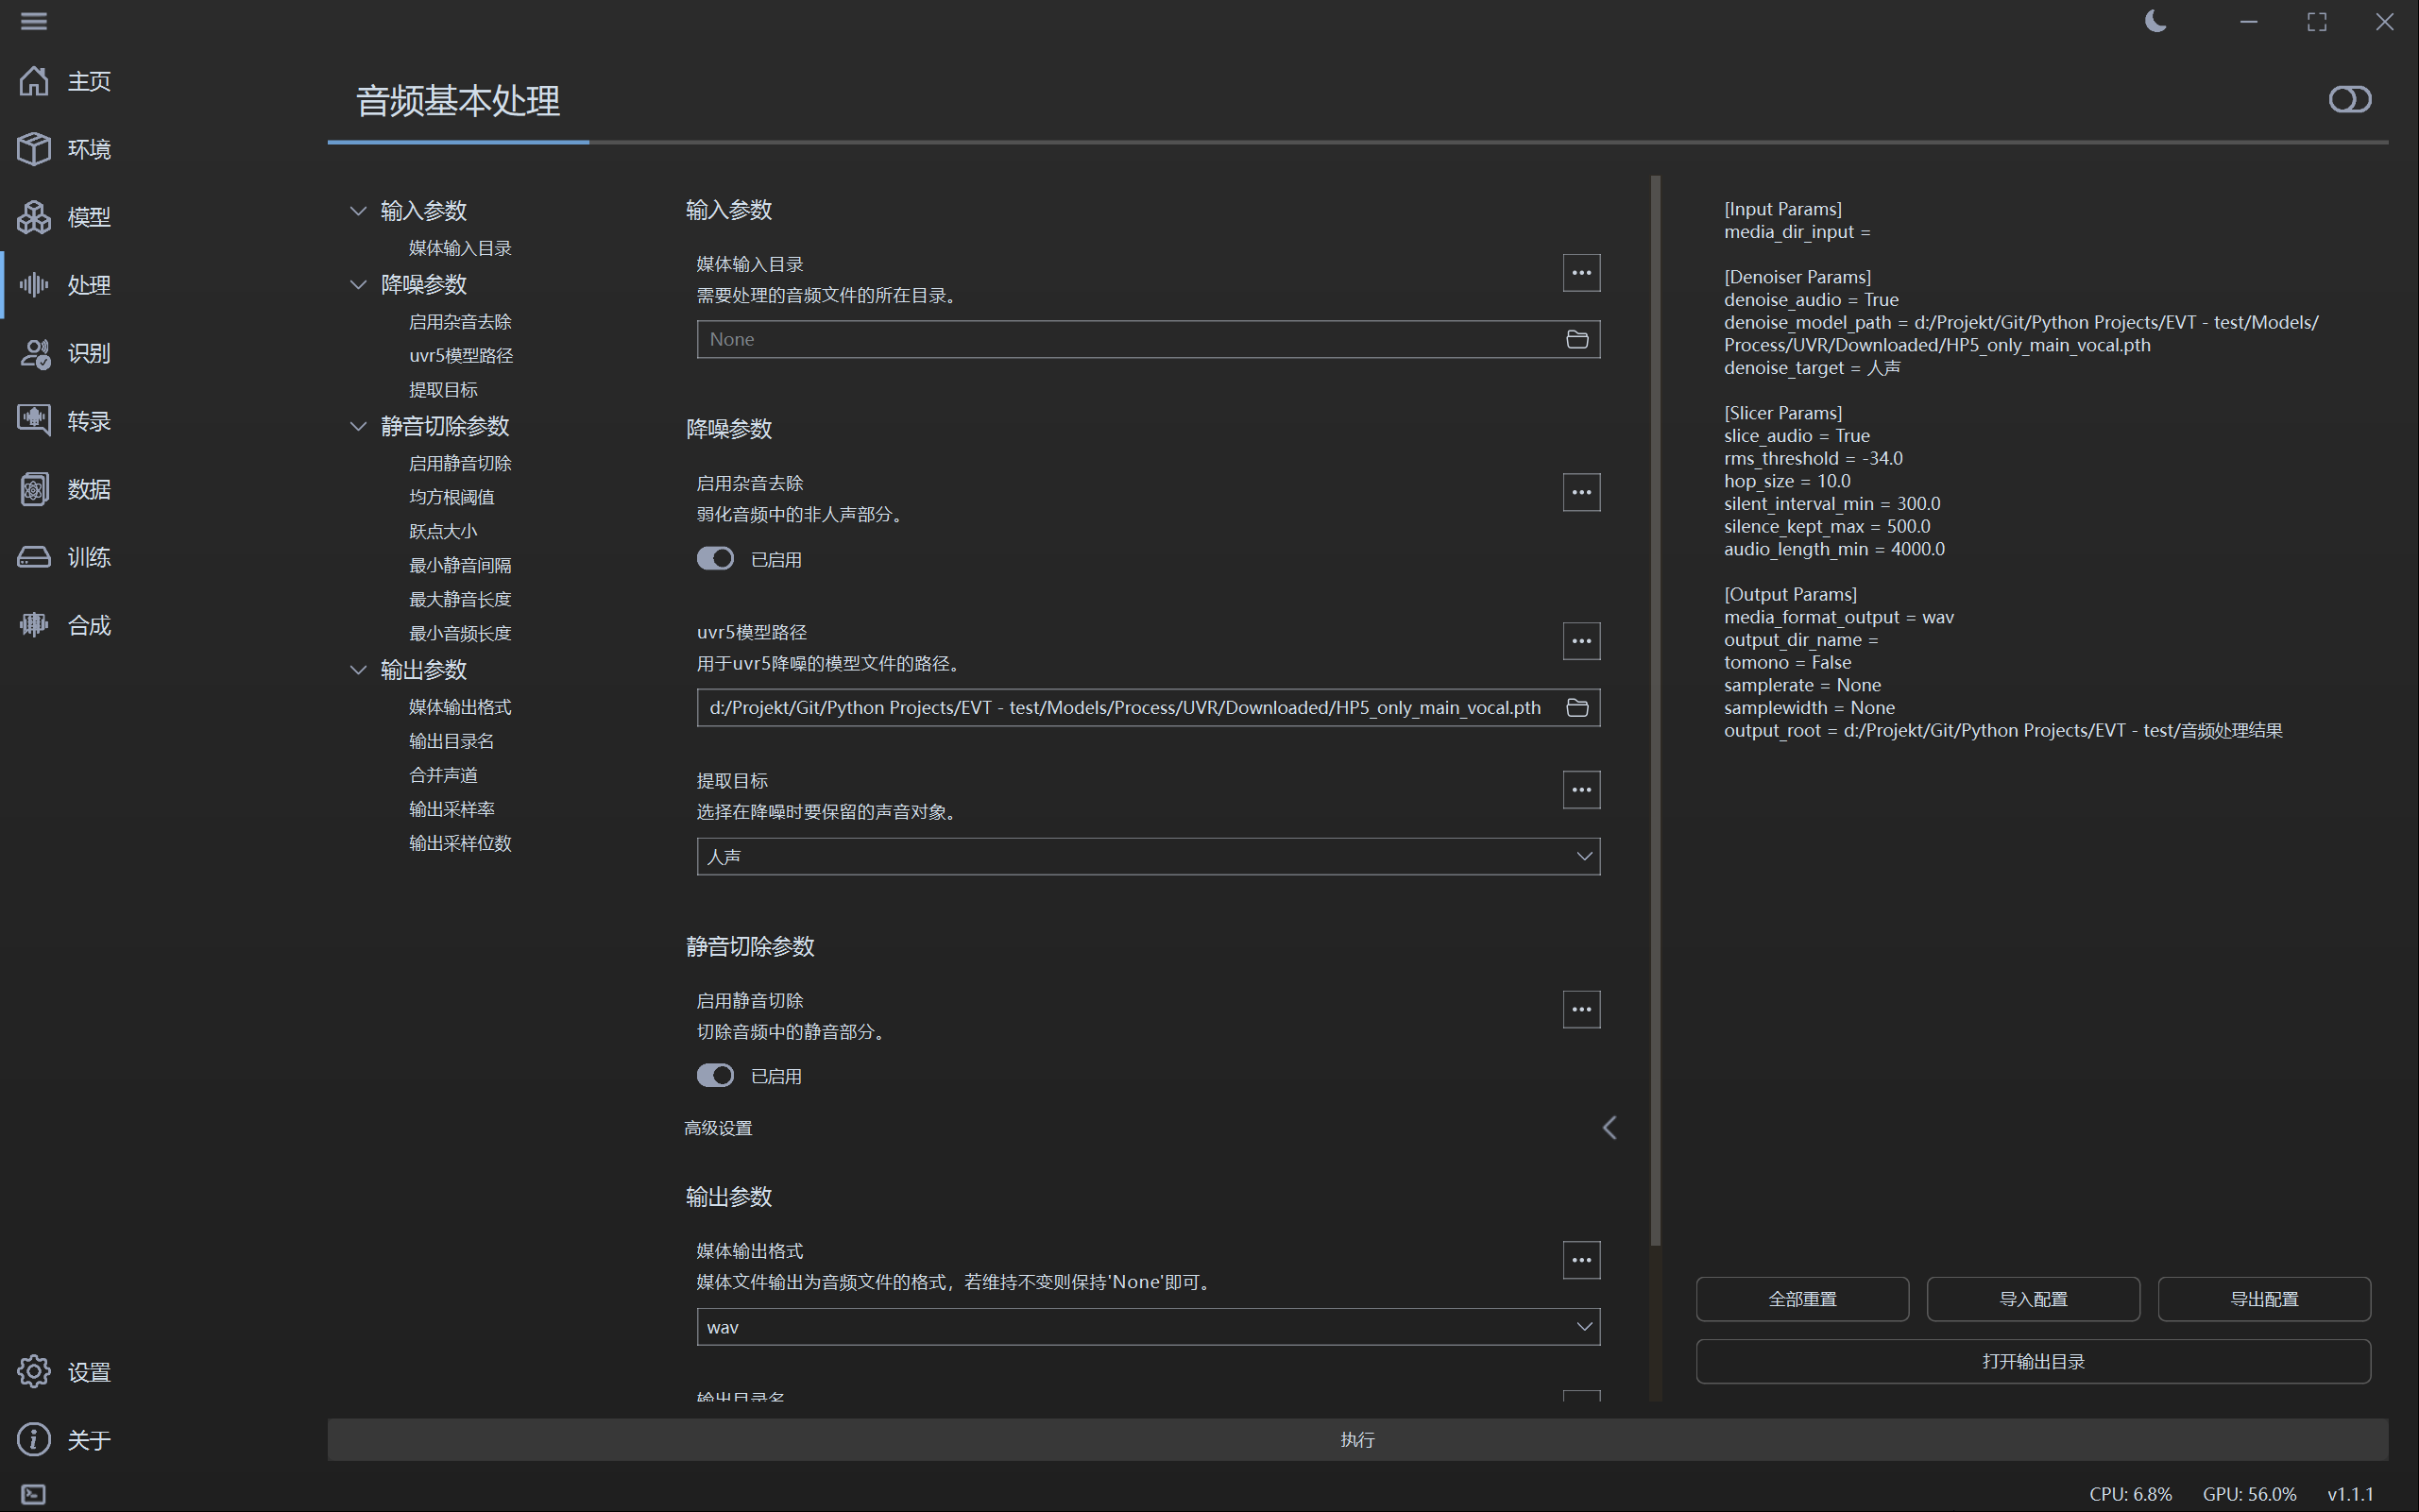 主页
环境
模型
处理
识别
转录
数据
训练
合成
设置
关于
音频基本处理
输入参数
媒体输入目录
降噪参数
启用杂音去除
uvr5模型路径
提取目标
静音切除参数
启用静音切除
均方根阈值
跃点大小
最小静音间隔
最大静音长度
最小音频长度
输出参数
媒体输出格式
输出目录名
合并声道
输出采样率
输出采样位数
输入参数
媒体输入目录
需要处理的音频文件的所在目录。
None
降噪参数
启用杂音去除
弱化音频中的非人声部分。
已启用
uvr5模型路径
用于uvr5降噪的模型文件的路径。
d:/Projekt/Git/Python Projects/EVT - test/Models/Process/UVR/Downloaded/HP5_only_main_vocal.pth
提取目标
选择在降噪时要保留的声音对象。
人声
静音切除参数
启用静音切除
切除音频中的静音部分。
已启用
高级设置
输出参数
媒体输出格式
媒体文件输出为音频文件的格式，若维持不变则保持'None'即可。
wav
输出目录名
[Input Params]
media_dir_input =
[Denoiser Params]
denoise_audio = True
denoise_model_path = d:/Projekt/Git/Python Projects/EVT - test/Models/
Process/UVR/Downloaded/HP5_only_main_vocal.pth
denoise_target = 人声
[Slicer Params]
slice_audio = True
rms_threshold = -34.0
hop_size = 10.0
silent_interval_min = 300.0
silence_kept_max = 500.0
audio_length_min = 4000.0
[Output Params]
media_format_output = wav
output_dir_name =
tomono = False
samplerate = None
samplewidth = None
output_root = d:/Projekt/Git/Python Projects/EVT - test/音频处理结果
全部重置
导入配置
导出配置
打开输出目录
执行
CPU: 6.8%
GPU: 56.0%
v1.1.1